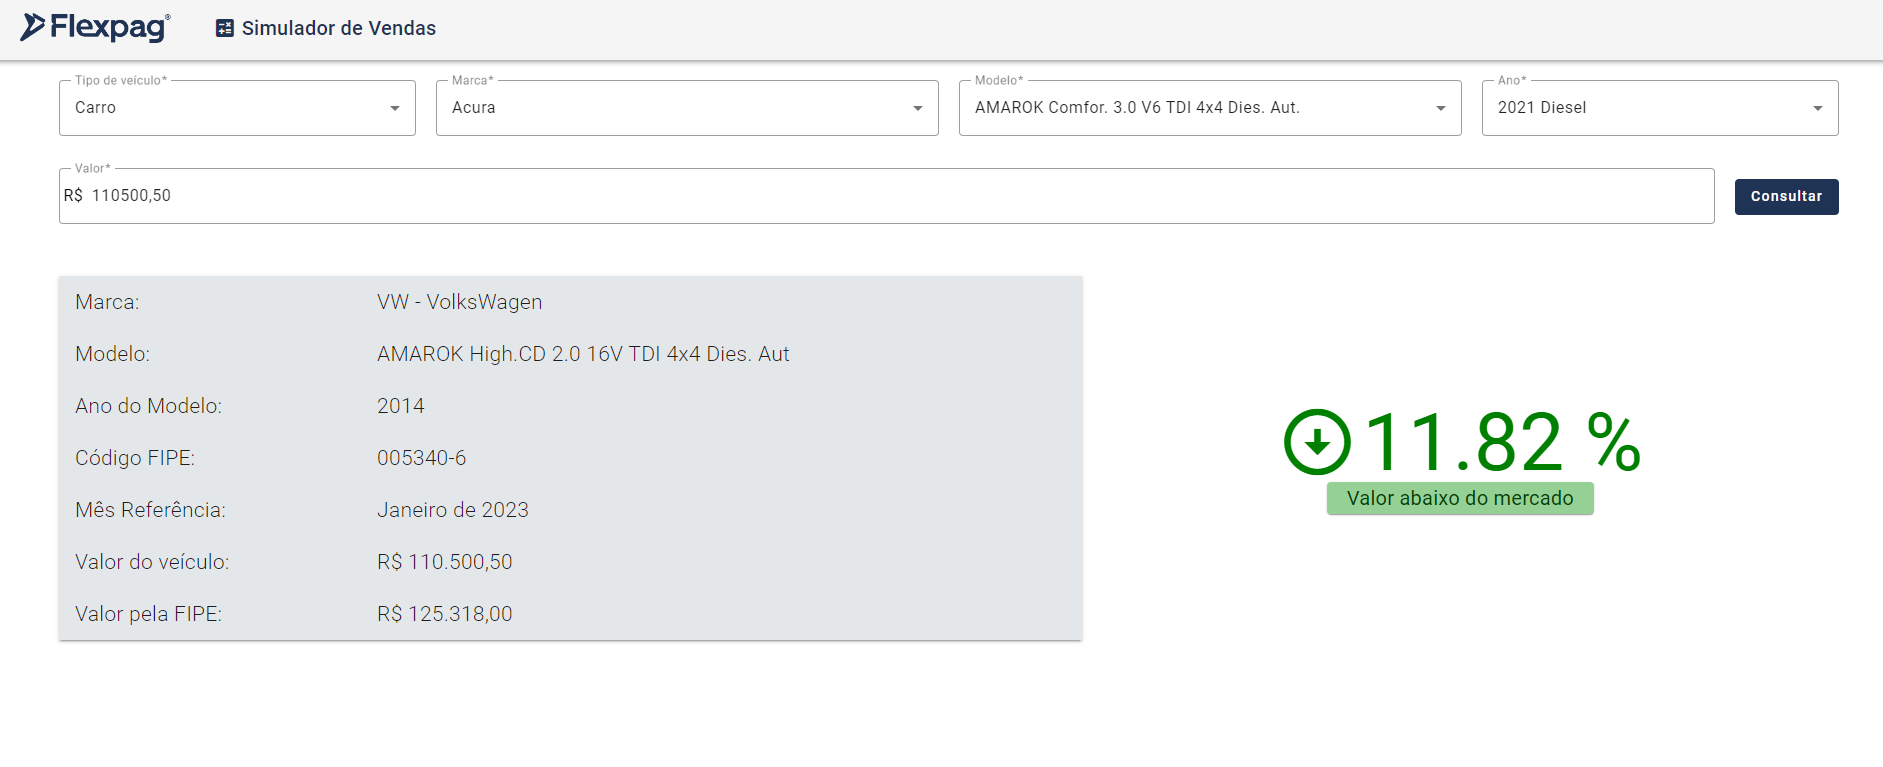 Flexpag® Simulador de Vendas
Tipo de veículo* Marca* Modelo* Ano*
Carro Acura AMAROK Comfor. 3.0 V6 TDI 4x4 Dies. Aut. 2021 Diesel
Valor*
R$ 110500,50 Consultar
Marca: VW - VolksWagen
Modelo: AMAROK High.CD 2.0 16V TDI 4x4 Dies. Aut
Ano do Modelo: 2014
Código FIPE: 005340-6
Mês Referência: Janeiro de 2023
Valor do veículo: R$ 110.500,50
Valor pela FIPE: R$ 125.318,00
11.82 %
Valor abaixo do mercado